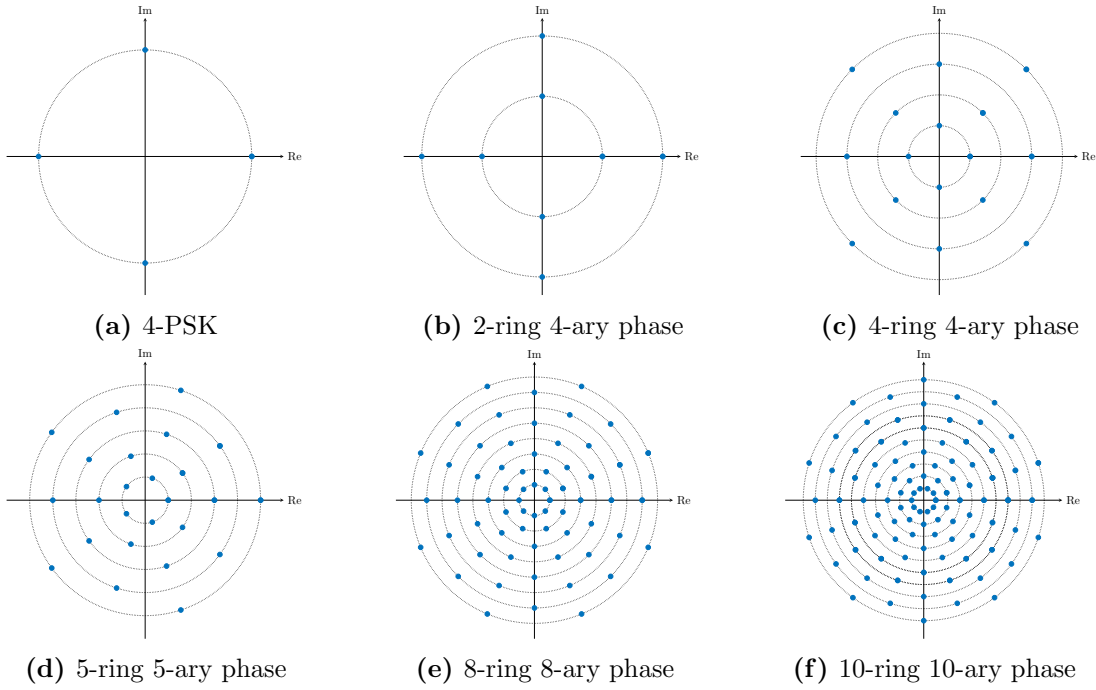 Im
Im
Im
Re
Re
Re
(a) 4-PSK
(b) 2-ring 4-ary phase
(c) 4-ring 4-ary phase
Im
Im
Im
Re
Re
Re
(d) 5-ring 5-ary phase
(e) 8-ring 8-ary phase
(f) 10-ring 10-ary phase